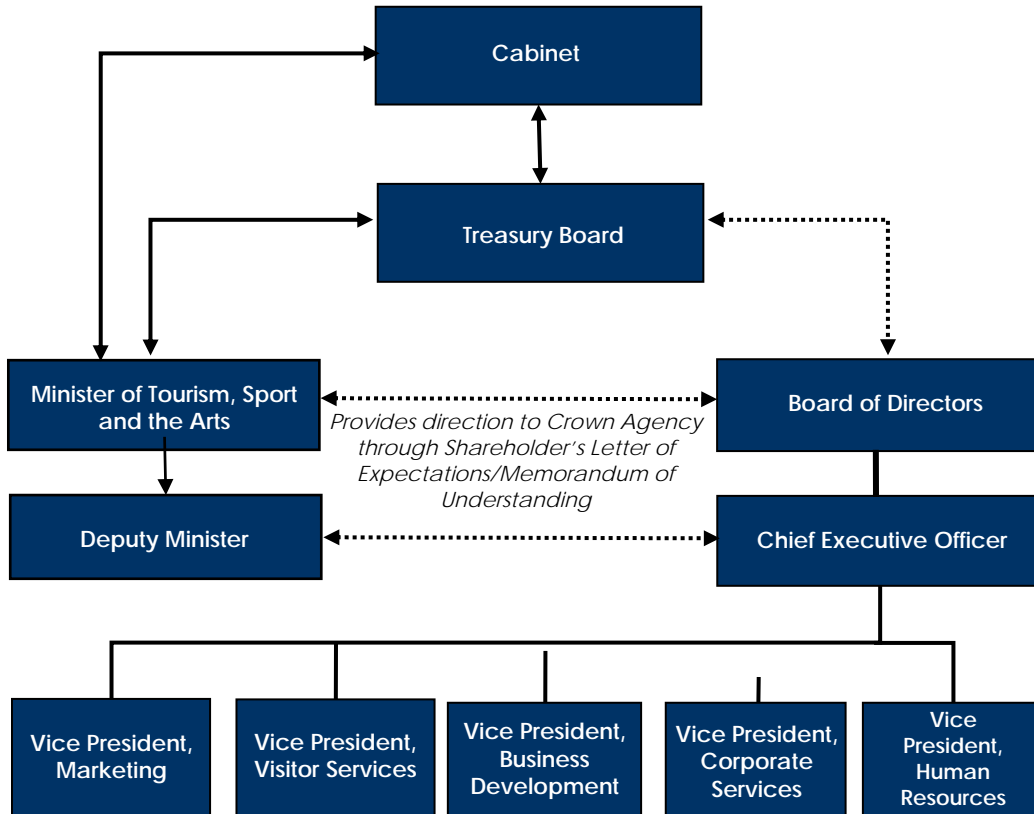 Cabinet
Treasury Board
Minister of Tourism, Sport
and the Arts
Provides direction to Crown Agency
through Shareholder's Letter of
Expectations/Memorandum of
Understanding
Board of Directors
Deputy Minister
Chief Executive Officer
Vice President,
Marketing
Vice President,
Visitor Services
Vice President,
Business
Development
Vice President,
Corporate
Services
Vice
President,
Human
Resources